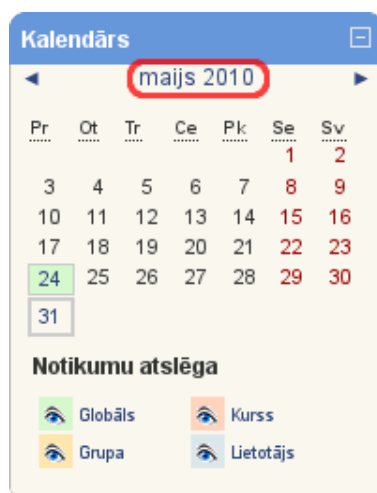 Kalendārs
maijs 2010
Pr Ot Tr Ce Pk Se Sv
1 2
3 4 5 6 7 8 9
10 11 12 13 14 15 16
17 18 19 20 21 22 23
24 25 26 27 28 29 30
31
Notikumu atslēga
Globāls Kurss
Grupa Lietotājs